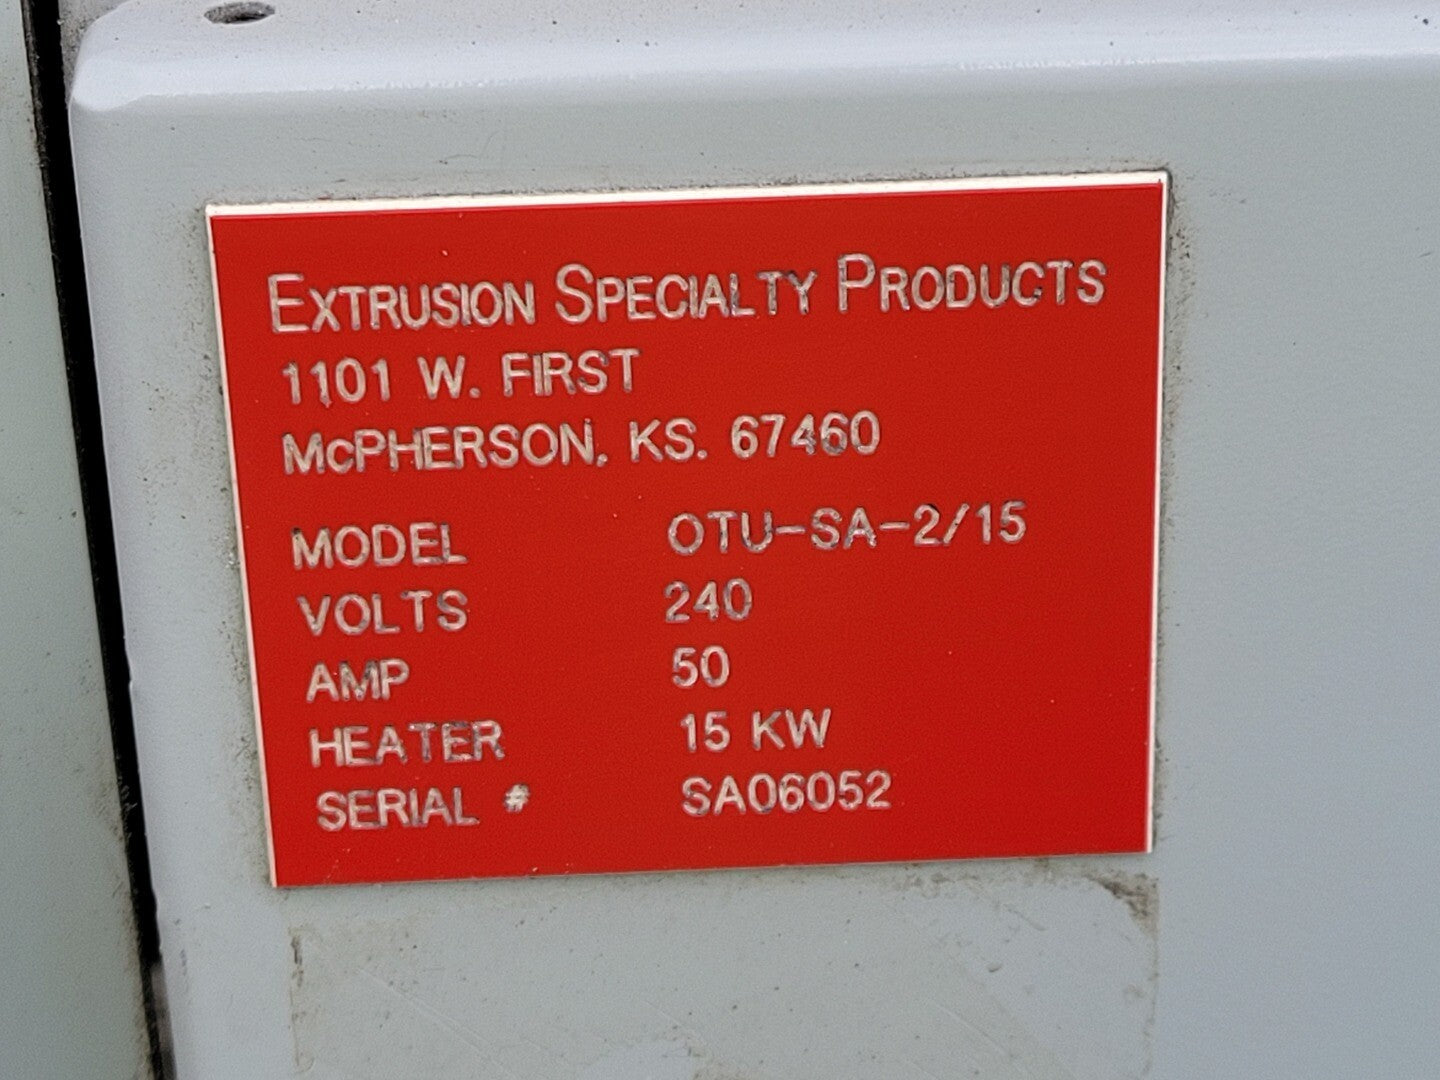 EXTRUSION SPECIALTY PRODUCTS
1101 W. FIRST
McPHERSON, KS. 67460
MODEL OTU-SA-2/15
VOLTS 240
AMP 50
HEATER 15 KW
SERIAL # SA06052